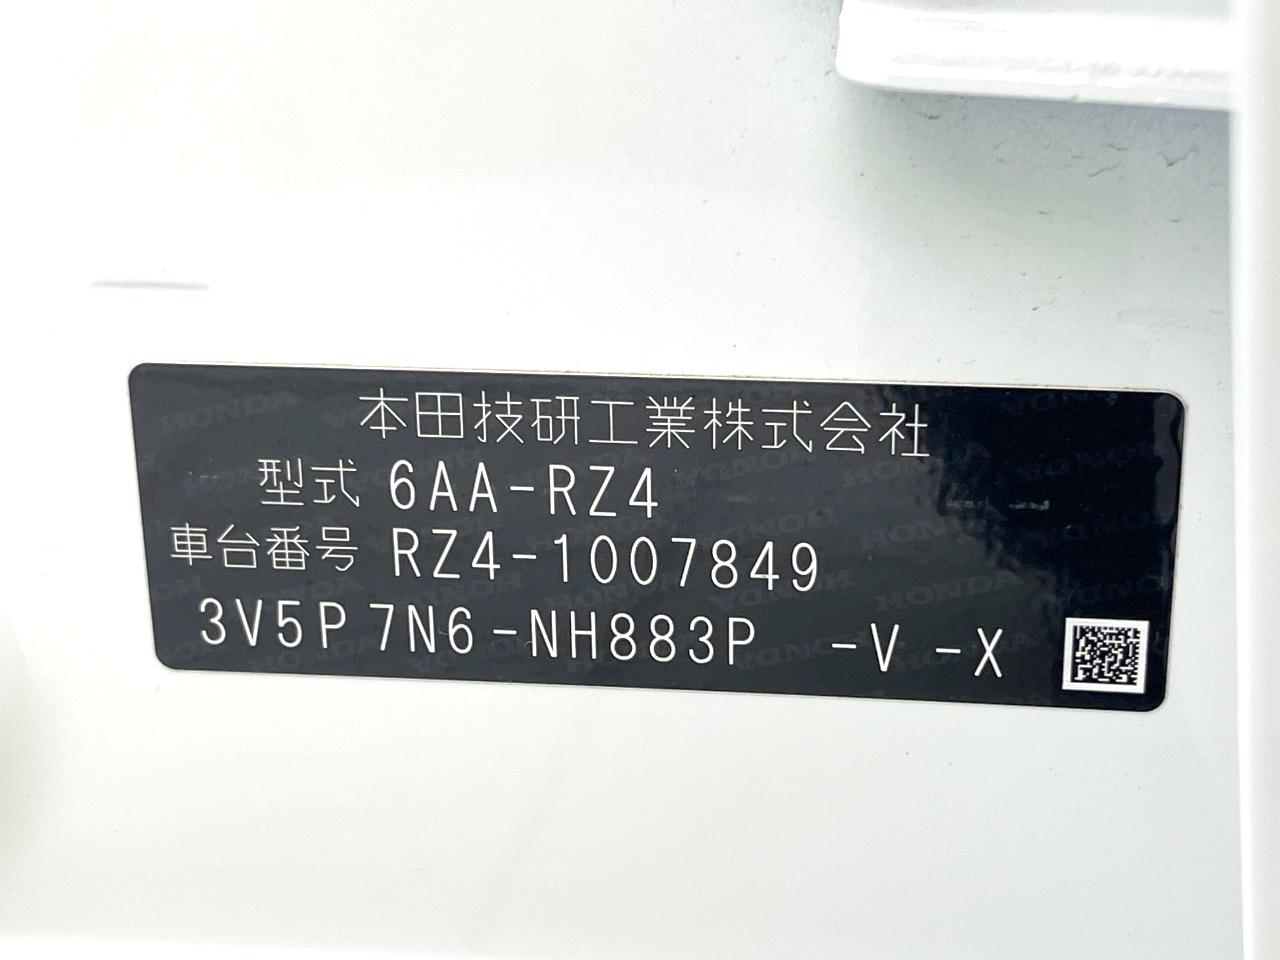 本田技研工業株式会社
型式 6AA-RZ4
車台番号 RZ4-1007849
3V5P 7N6-NH883P -V -X